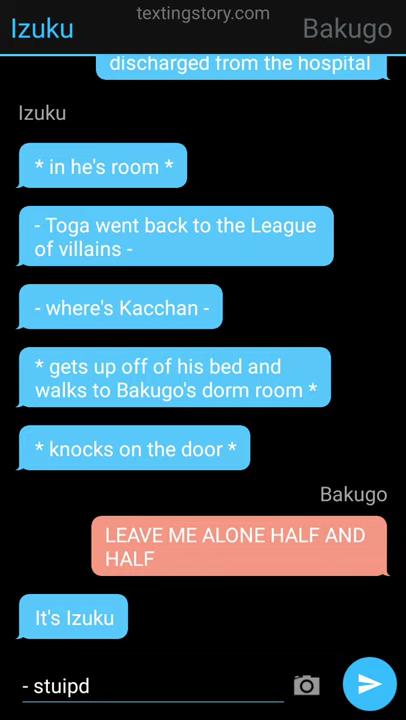 textingstory.com
Izuku
Bakugo
discharged from the hospital
Izuku
* in he's room *
- Toga went back to the League
of villains -
- where's Kacchan -
* gets up off of his bed and
walks to Bakugo's dorm room *
* knocks on the door *
Bakugo
LEAVE ME ALONE HALF AND
HALF
It's Izuku
- stuipd